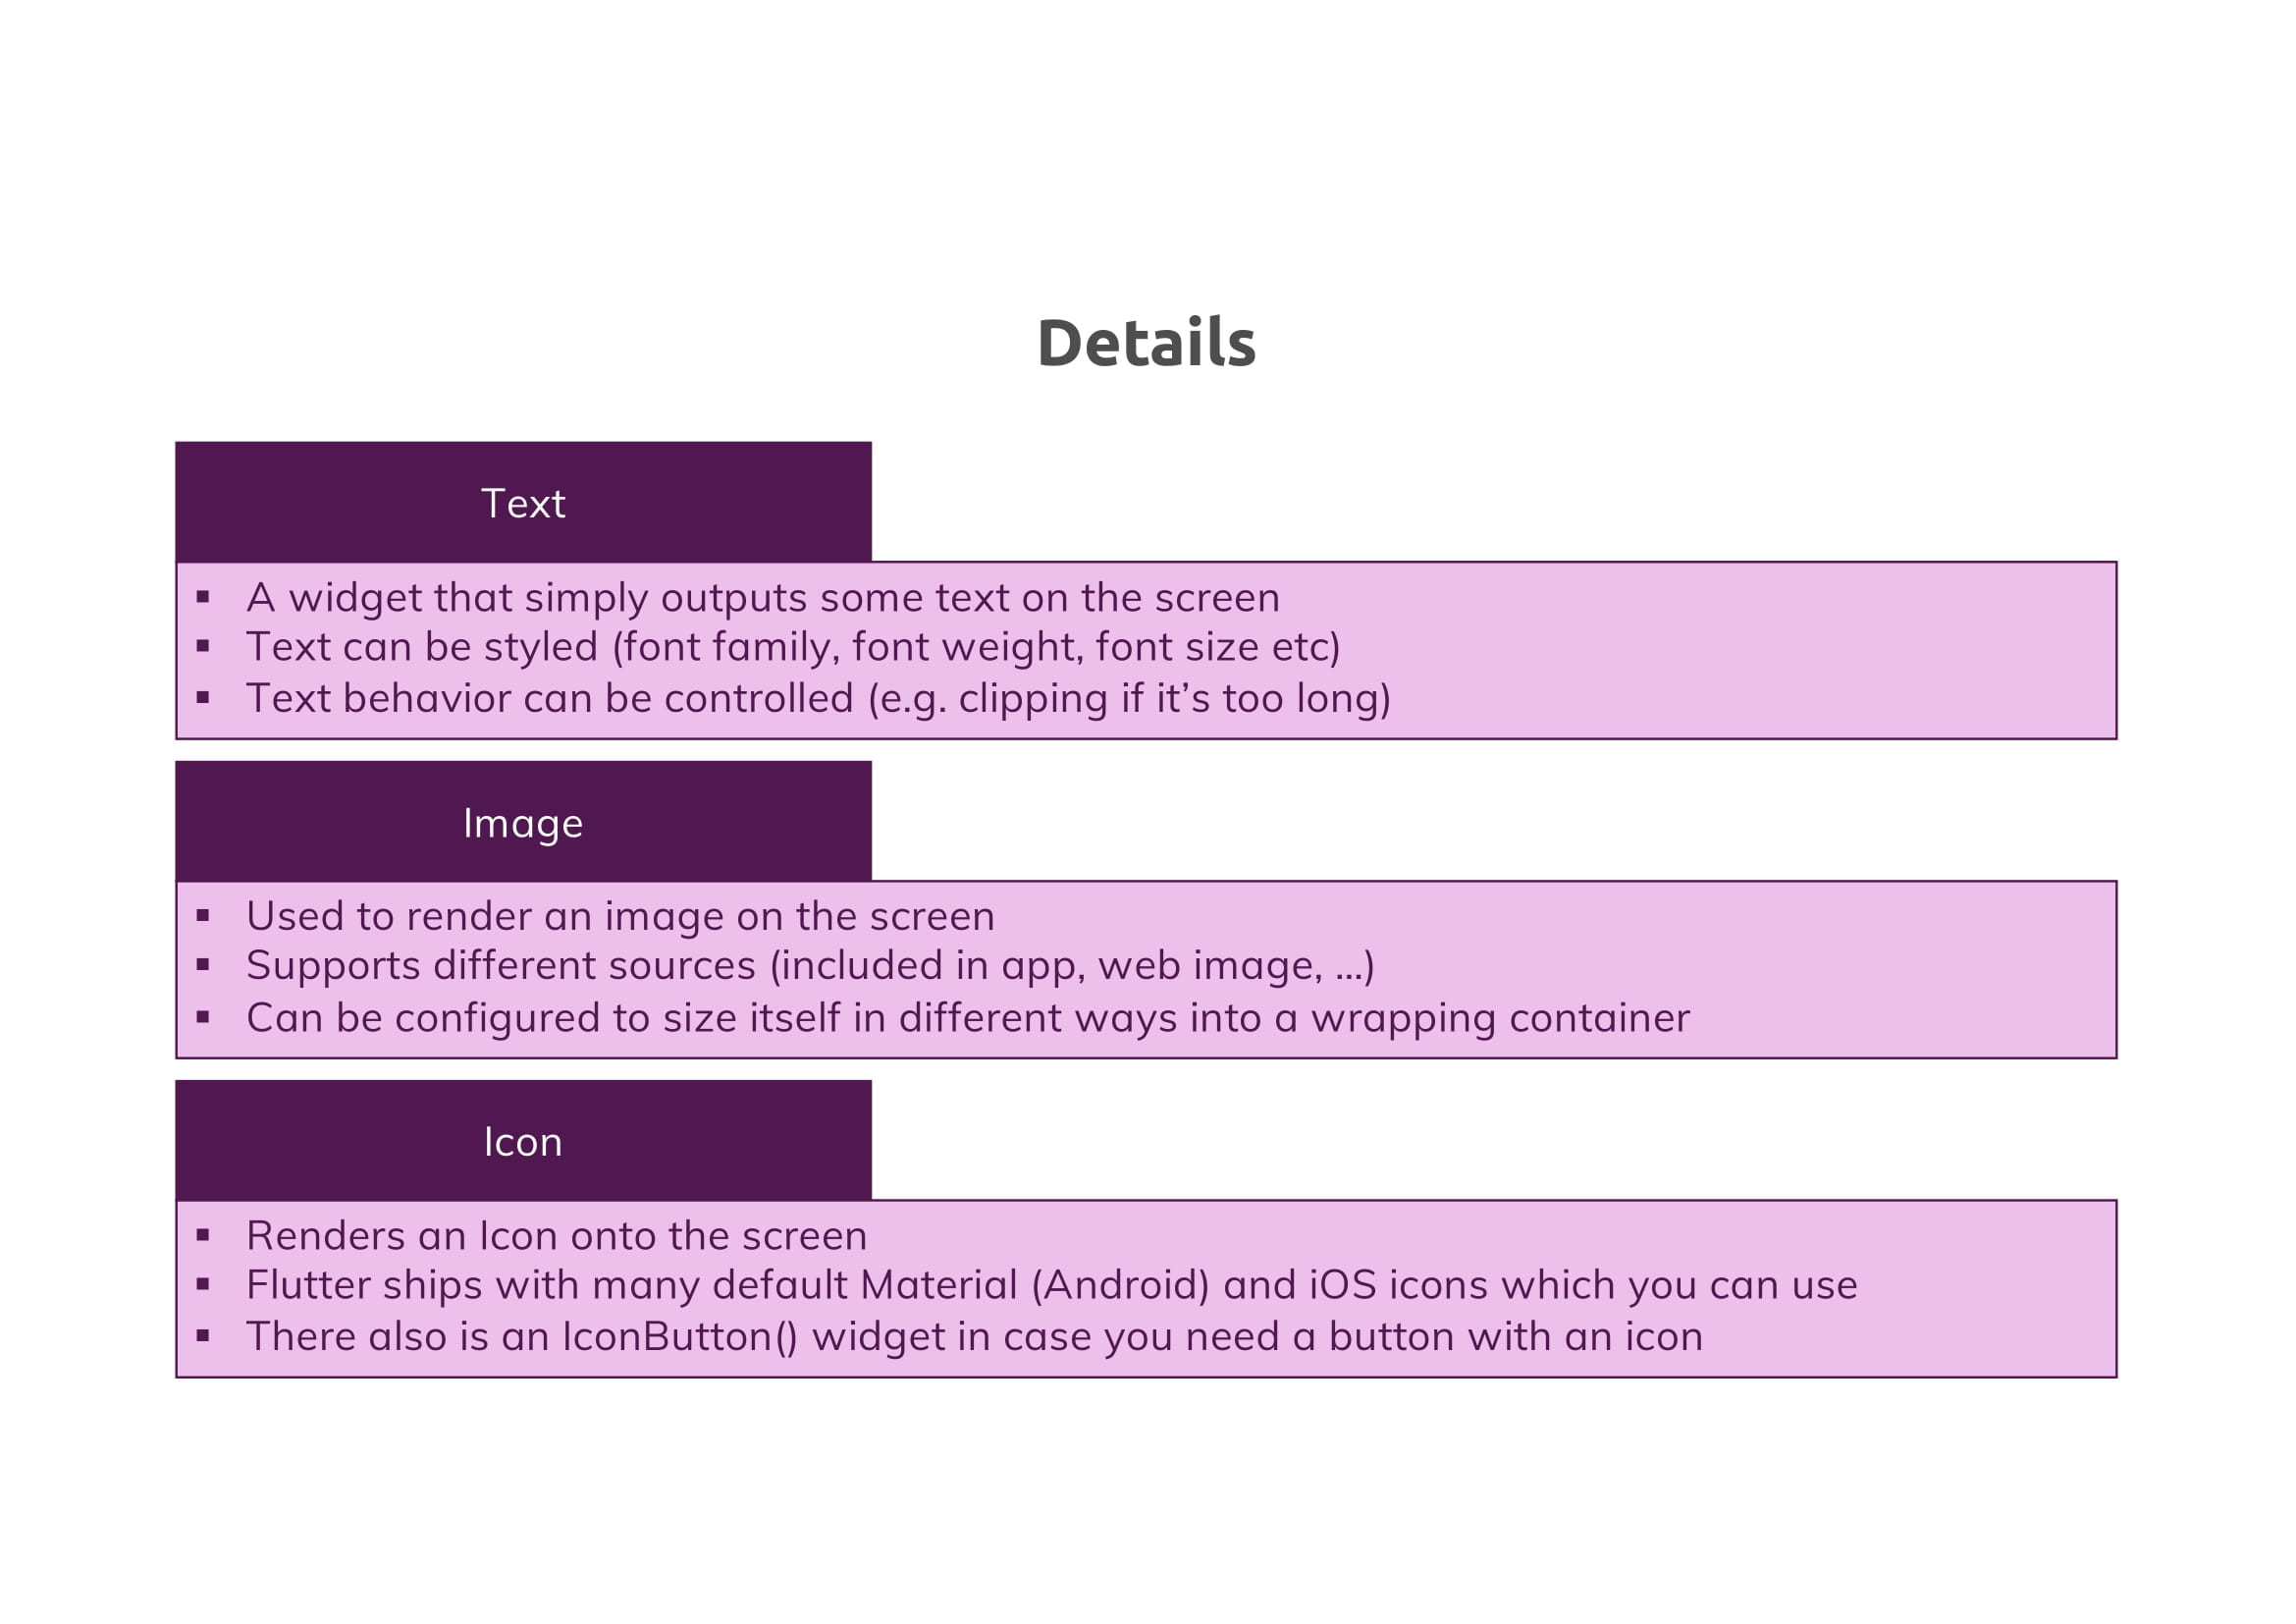 Details
Text
▪ A widget that simply outputs some text on the screen
▪ Text can be styled (font family, font weight, font size etc)
▪ Text behavior can be controlled (e.g. clipping if it’s too long)
Image
▪ Used to render an image on the screen
▪ Supports different sources (included in app, web image, …)
▪ Can be configured to size itself in different ways into a wrapping container
Icon
▪ Renders an Icon onto the screen
▪ Flutter ships with many default Material (Android) and iOS icons which you can use
▪ There also is an IconButton() widget in case you need a button with an icon